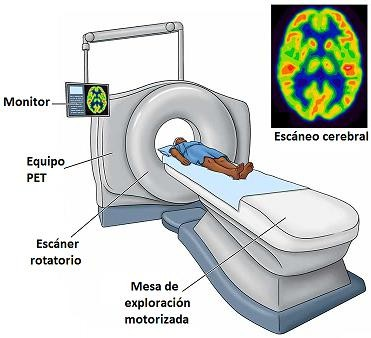 Monitor
Escáneo cerebral
Equipo
PET
Escáner
rotatorio
Mesa de
exploración
motorizada